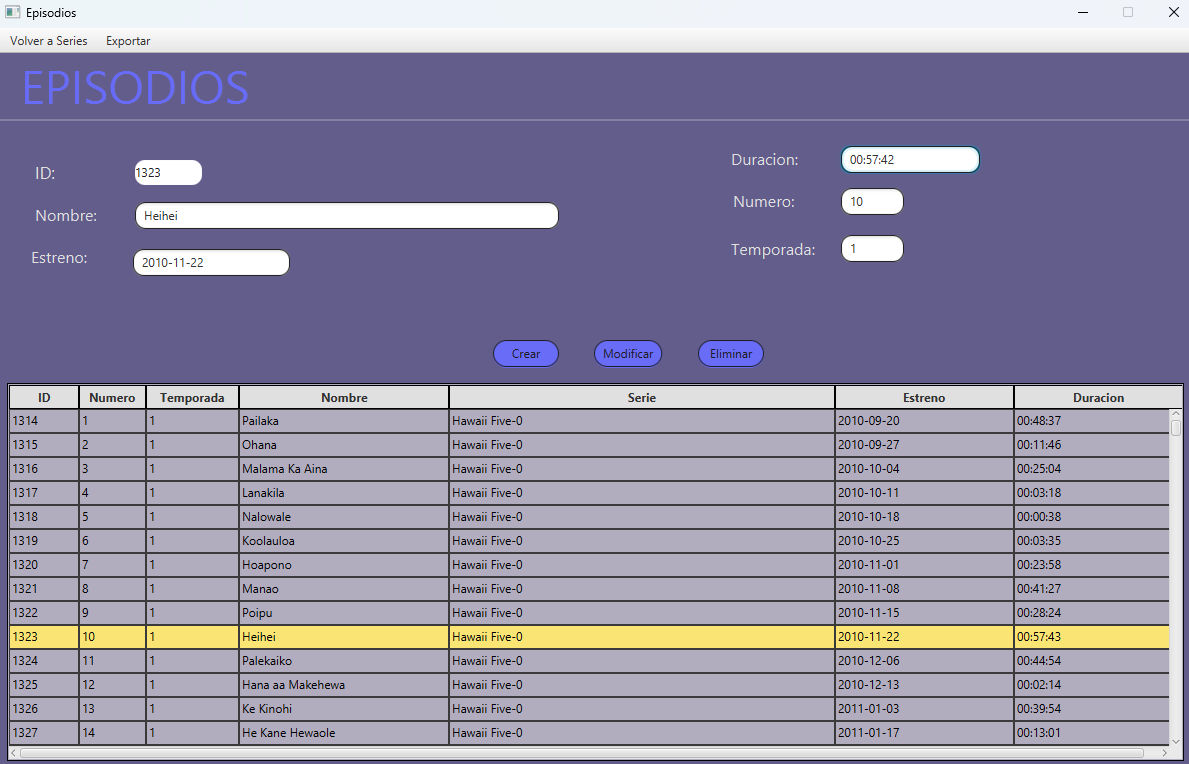 Episodios
Volver a Series Exportar
EPISODIOS
ID: 1323
Nombre: Heihei
Estreno: 2010-11-22
Duracion: 00:57:42
Numero: 10
Temporada: 1
Crear Modificar Eliminar
ID Numero Temporada Nombre Serie Estreno Duracion
1314 1 1 Pailaka Hawaii Five-0 2010-09-20 00:48:37
1315 2 1 Ohana Hawaii Five-0 2010-09-27 00:11:46
1316 3 1 Malama Ka Aina Hawaii Five-0 2010-10-04 00:25:04
1317 4 1 Lanakila Hawaii Five-0 2010-10-11 00:03:18
1318 5 1 Nalowale Hawaii Five-0 2010-10-18 00:00:38
1319 6 1 Koolauloa Hawaii Five-0 2010-10-25 00:03:35
1320 7 1 Hoapono Hawaii Five-0 2010-11-01 00:23:58
1321 8 1 Manao Hawaii Five-0 2010-11-08 00:41:27
1322 9 1 Poipu Hawaii Five-0 2010-11-15 00:28:24
1323 10 1 Heihei Hawaii Five-0 2010-11-22 00:57:43
1324 11 1 Palekaiko Hawaii Five-0 2010-12-06 00:44:54
1325 12 1 Hana aa Makehewa Hawaii Five-0 2010-12-13 00:02:14
1326 13 1 Ke Kinohi Hawaii Five-0 2011-01-03 00:39:54
1327 14 1 He Kane Hewaole Hawaii Five-0 2011-01-17 00:13:01